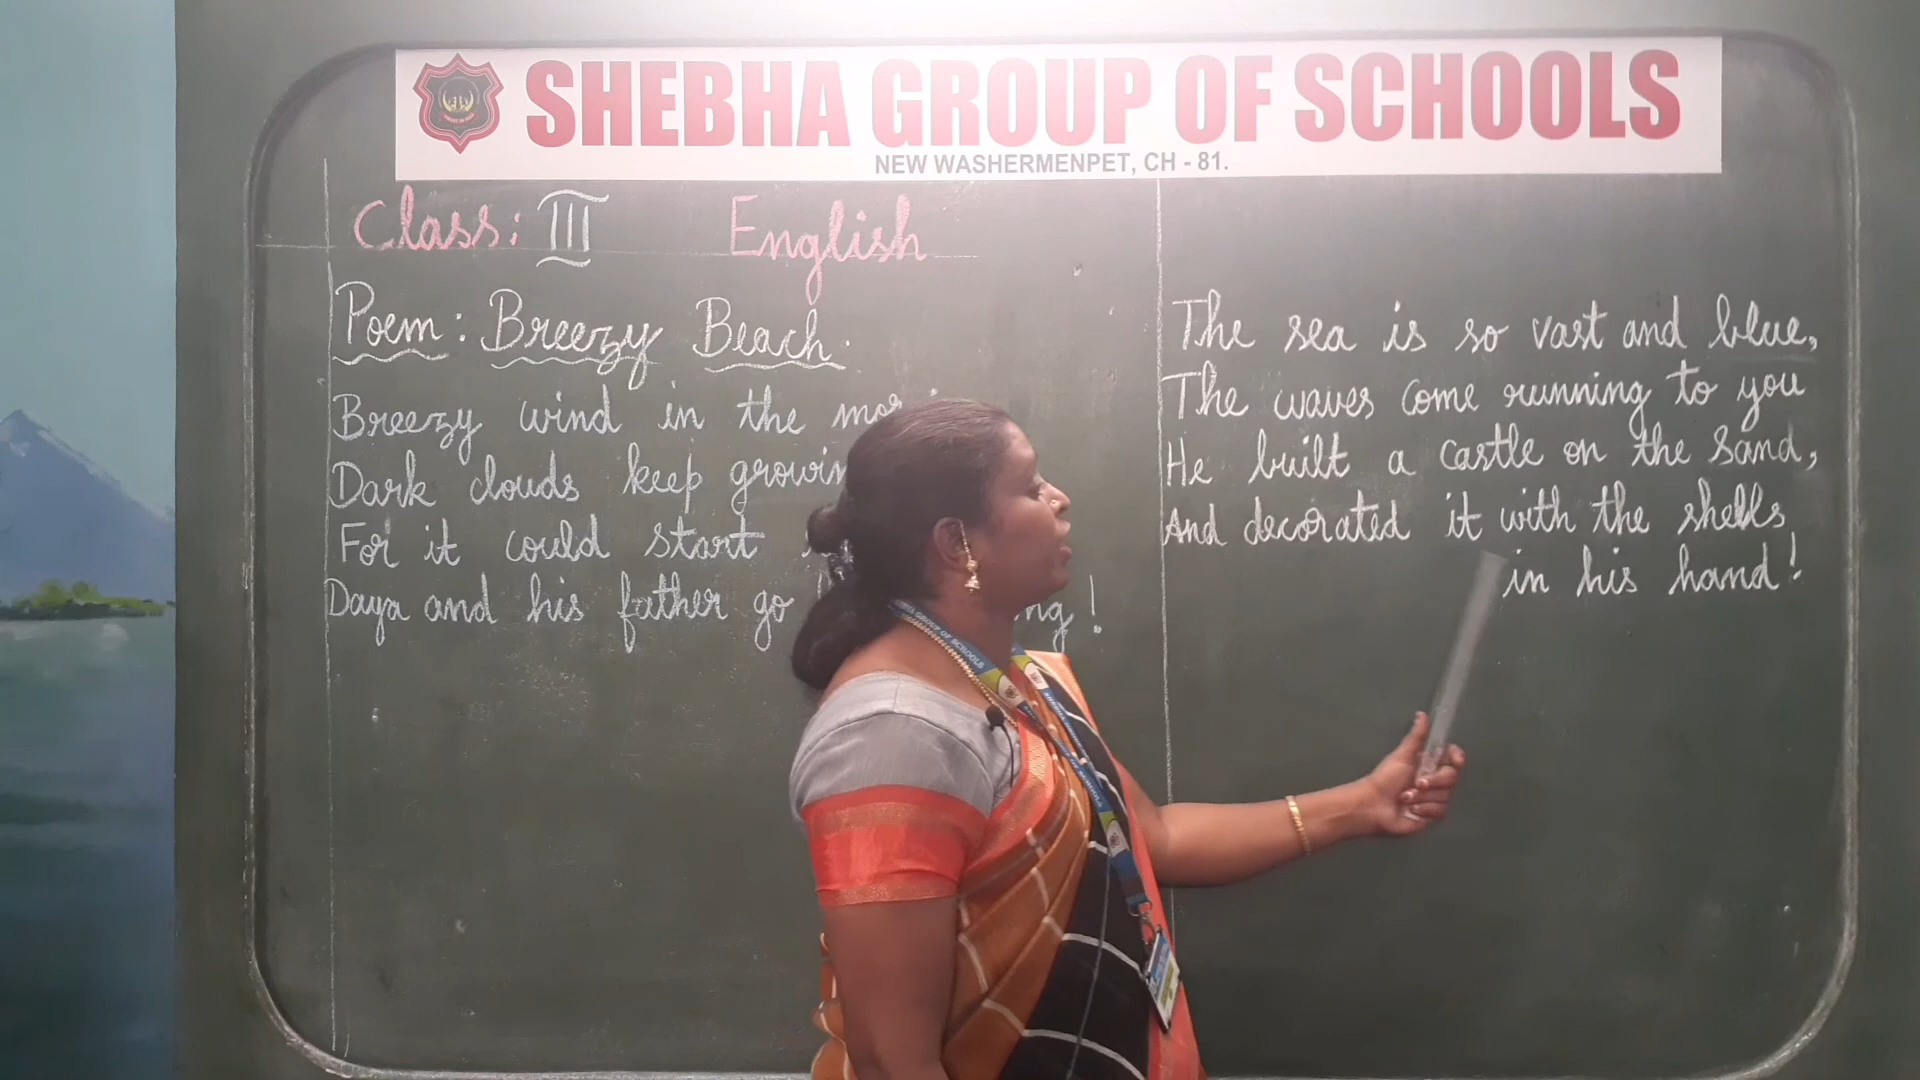 SHEBHA GROUP OF SCHOOLS
NEW WASHERMENPET, CH - 81.
Class: III English
Poem: Breezy Beach.
Breezy wind in the
Dark clouds keep
For it could start
Daya and his father go
The sea is so vast and blue,
The waves come running to you
He built a castle on the sand,
And decorated it with the shells
in his hand!
GROUP OF SCHOOLS